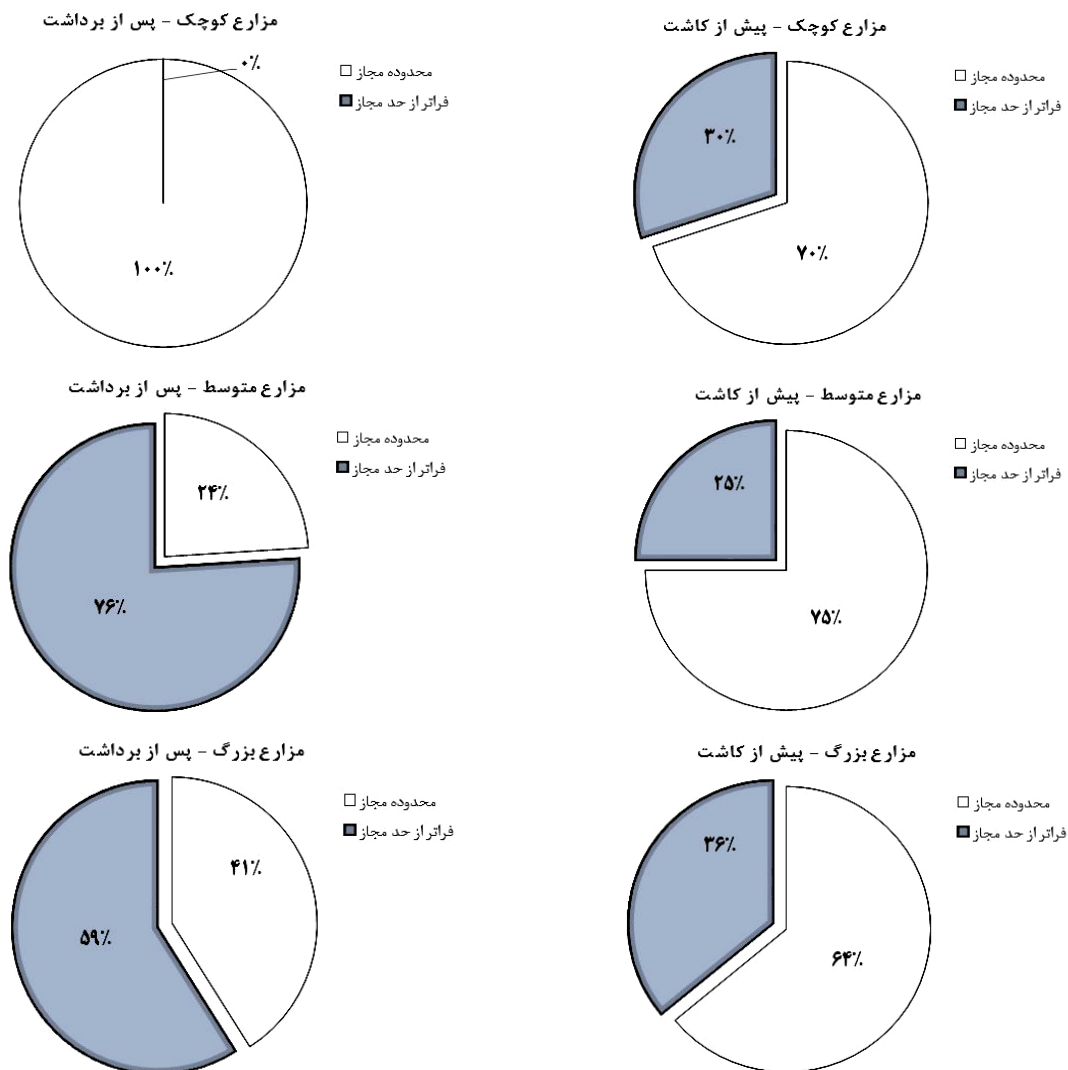 مزارع کوچک - پیش از کاشت
محدوده مجاز
فراتر از حد مجاز
۳۰٪
۷۰٪
مزارع کوچک - پس از برداشت
محدوده مجاز
فراتر از حد مجاز
۰٪
۱۰۰٪
مزارع متوسط - پیش از کاشت
محدوده مجاز
فراتر از حد مجاز
۲۵٪
۷۵٪
مزارع متوسط - پس از برداشت
محدوده مجاز
فراتر از حد مجاز
۲۴٪
۷۶٪
مزارع بزرگ - پیش از کاشت
محدوده مجاز
فراتر از حد مجاز
۳۶٪
۶۴٪
مزارع بزرگ - پس از برداشت
محدوده مجاز
فراتر از حد مجاز
۴۱٪
۵۹٪